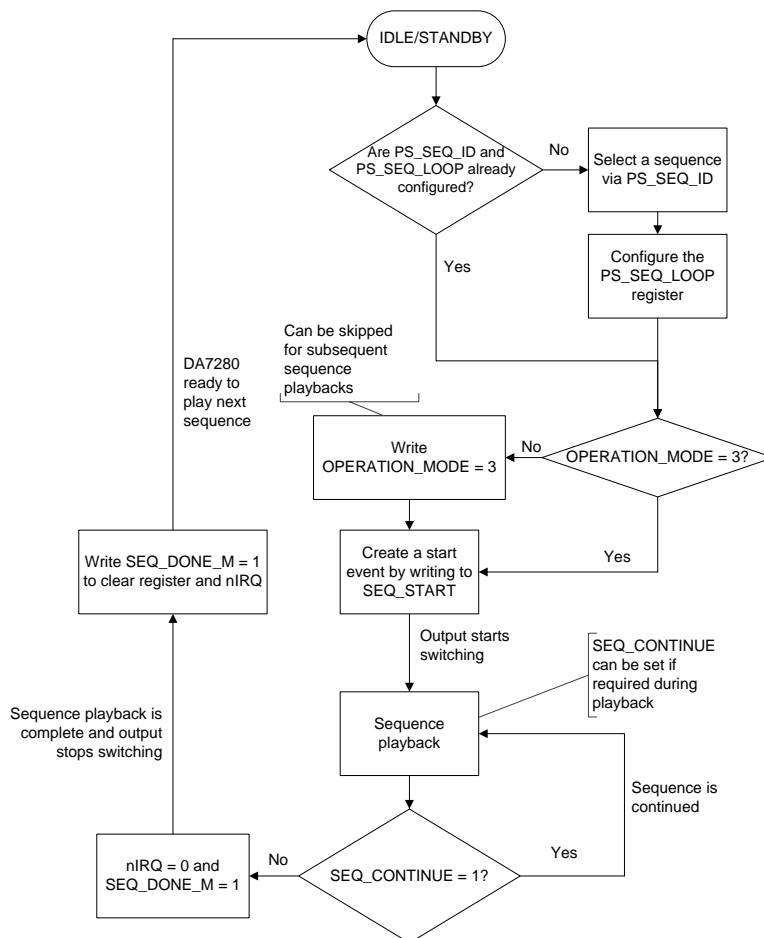 IDLE/STANDBY
Are PS_SEQ_ID and
PS_SEQ_LOOP already
configured?
No
Select a sequence
via PS_SEQ_ID
Yes
Configure the
PS_SEQ_LOOP
register
Can be skipped
for subsequent
sequence
playbacks
DA7280
ready to
play next
sequence
Write
OPERATION_MODE = 3
No
OPERATION_MODE = 3?
Yes
Write SEQ_DONE_M = 1
to clear register and nIRQ
Create a start
event by writing to
SEQ_START
Output starts
switching
SEQ_CONTINUE
can be set if
required during
playback
Sequence playback is
complete and output
stops switching
Sequence
playback
Sequence is
continued
nIRQ = 0 and
SEQ_DONE_M = 1
No
SEQ_CONTINUE = 1?
Yes